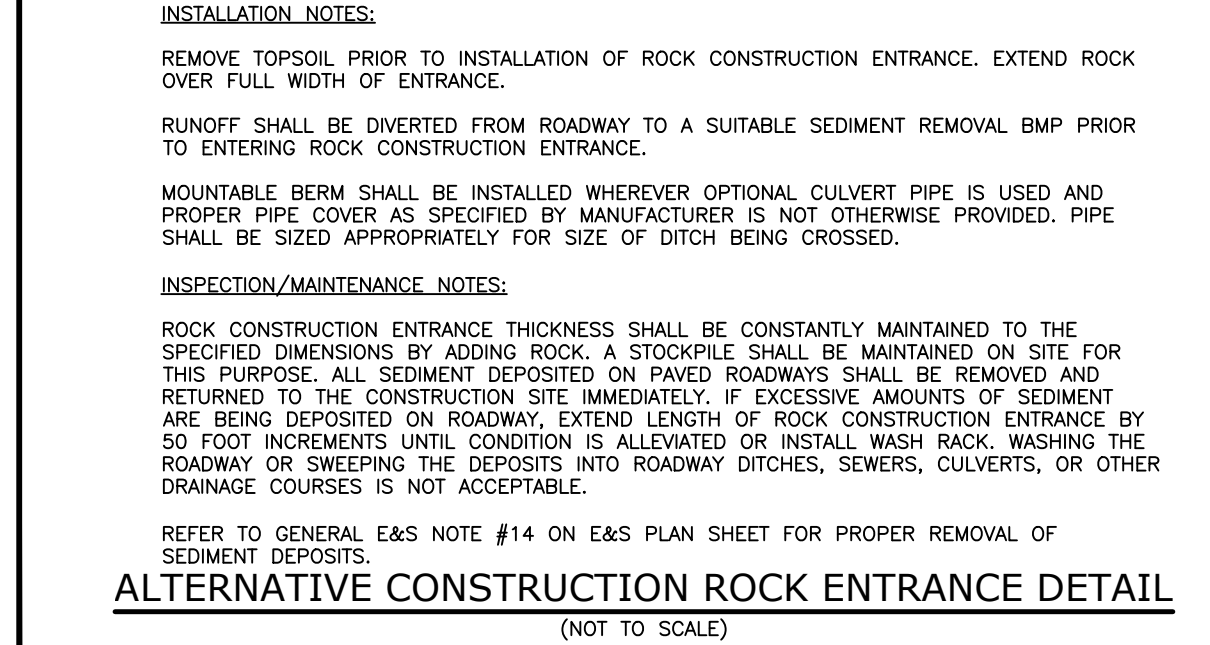 INSTALLATION NOTES:
REMOVE TOPSOIL PRIOR TO INSTALLATION OF ROCK CONSTRUCTION ENTRANCE. EXTEND ROCK
OVER FULL WIDTH OF ENTRANCE.
RUNOFF SHALL BE DIVERTED FROM ROADWAY TO A SUITABLE SEDIMENT REMOVAL BMP PRIOR
TO ENTERING ROCK CONSTRUCTION ENTRANCE.
MOUNTABLE BERM SHALL BE INSTALLED WHEREVER OPTIONAL CULVERT PIPE IS USED AND
PROPER PIPE COVER AS SPECIFIED BY MANUFACTURER IS NOT OTHERWISE PROVIDED. PIPE
SHALL BE SIZED APPROPRIATELY FOR SIZE OF DITCH BEING CROSSED.
INSPECTION/MAINTENANCE NOTES:
ROCK CONSTRUCTION ENTRANCE THICKNESS SHALL BE CONSTANTLY MAINTAINED TO THE
SPECIFIED DIMENSIONS BY ADDING ROCK. A STOCKPILE SHALL BE MAINTAINED ON SITE FOR
THIS PURPOSE. ALL SEDIMENT DEPOSITED ON PAVED ROADWAYS SHALL BE REMOVED AND
RETURNED TO THE CONSTRUCTION SITE IMMEDIATELY. IF EXCESSIVE AMOUNTS OF SEDIMENT
ARE BEING DEPOSITED ON ROADWAY, EXTEND LENGTH OF ROCK CONSTRUCTION ENTRANCE BY
50 FOOT INCREMENTS UNTIL CONDITION IS ALLEVIATED OR INSTALL WASH RACK. WASHING THE
ROADWAY OR SWEEPING THE DEPOSITS INTO ROADWAY DITCHES, SEWERS, CULVERTS, OR OTHER
DRAINAGE COURSES IS NOT ACCEPTABLE.
REFER TO GENERAL E&S NOTE #14 ON E&S PLAN SHEET FOR PROPER REMOVAL OF
SEDIMENT DEPOSITS.
ALTERNATIVE CONSTRUCTION ROCK ENTRANCE DETAIL
(NOT TO SCALE)